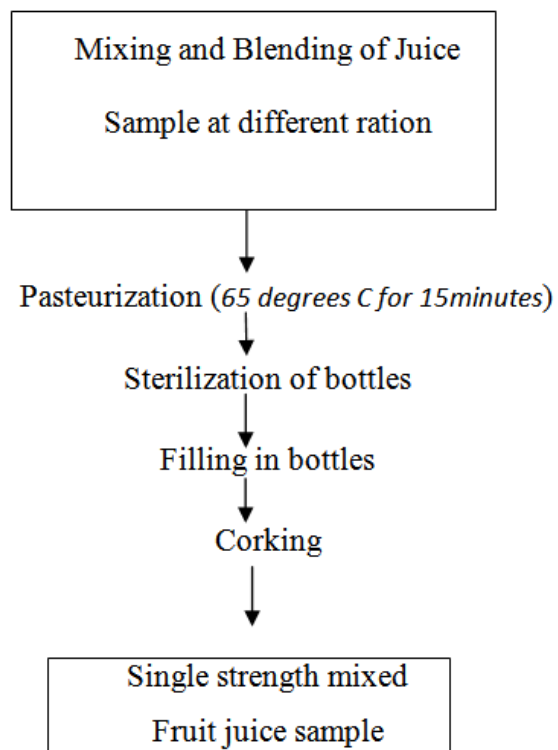 Mixing and Blending of Juice
Sample at different ration
Pasteurization (65 degrees C for 15minutes)
Sterilization of bottles
Filling in bottles
Corking
Single strength mixed
Fruit juice sample